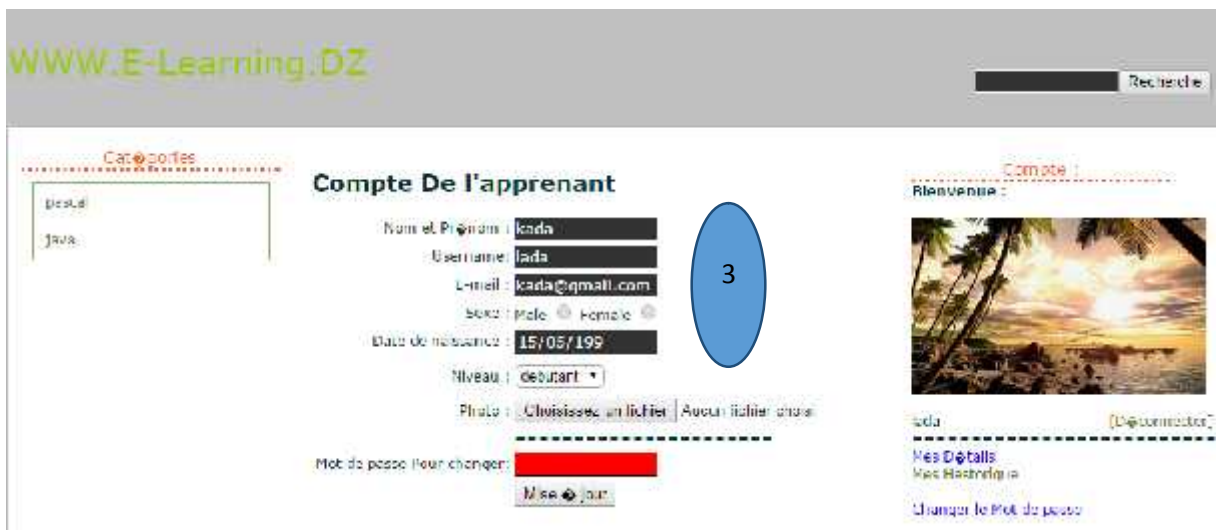 WWW.E-Learning.DZ
Recherche
Cat�gories
pascal
java
Compte De l'apprenant
Nom et Pr�nom : kada
Username: lada
E-mail : kada@gmail.com
Sexe : Male Female
Date de naissance : 15/05/199
Niveau : debutant
Photo : Choisissez un fichier Aucun fichier choisi
Mot de passe Pour changer:
Mise � jour
3
Compte :
Bienvenue :
lada [D�connecter]
Mes D�tails
Mes Hestorique
Changer le Mot de passe